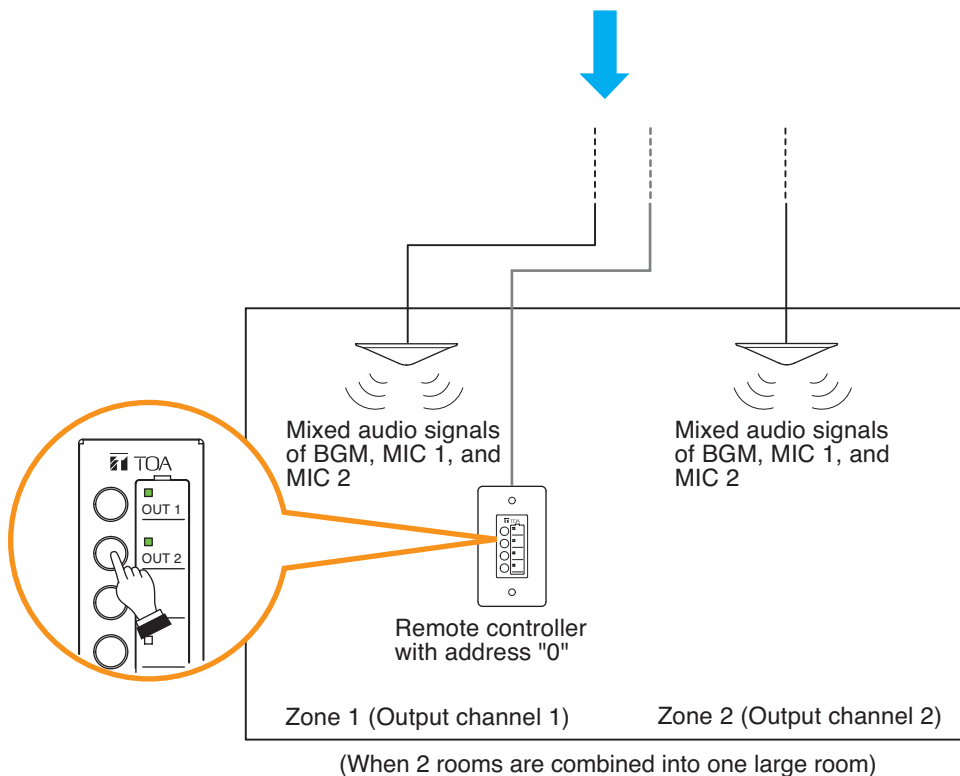 Mixed audio signals
of BGM, MIC 1, and
MIC 2
Mixed audio signals
of BGM, MIC 1, and
MIC 2
TOA
OUT 1
OUT 2
TOA
Remote controller
with address "0"
Zone 1 (Output channel 1)
Zone 2 (Output channel 2)
(When 2 rooms are combined into one large room)